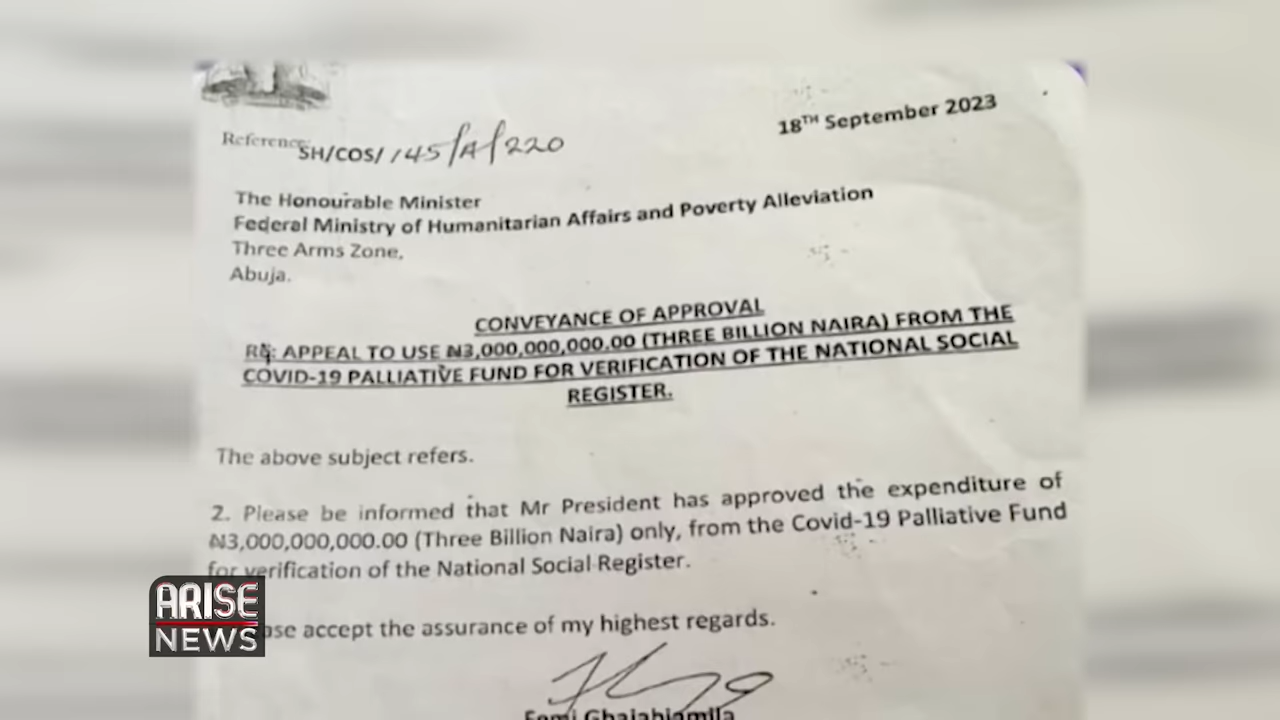 18TH September 2023
Reference:
SH/COS/145/A/220
The Honourable Minister
Federal Ministry of Humanitarian Affairs and Poverty Alleviation
Three Arms Zone,
Abuja.
CONVEYANCE OF APPROVAL
RE: APPEAL TO USE ₦3,000,000,000.00 (THREE BILLION NAIRA) FROM THE
COVID-19 PALLIATIVE FUND FOR VERIFICATION OF THE NATIONAL SOCIAL
REGISTER.
The above subject refers.
2. Please be informed that Mr President has approved the expenditure of
₦3,000,000,000.00 (Three Billion Naira) only, from the Covid-19 Palliative Fund
for verification of the National Social Register.
ase accept the assurance of my highest regards.
Femi Gbajabiamila
ARISE
NEWS